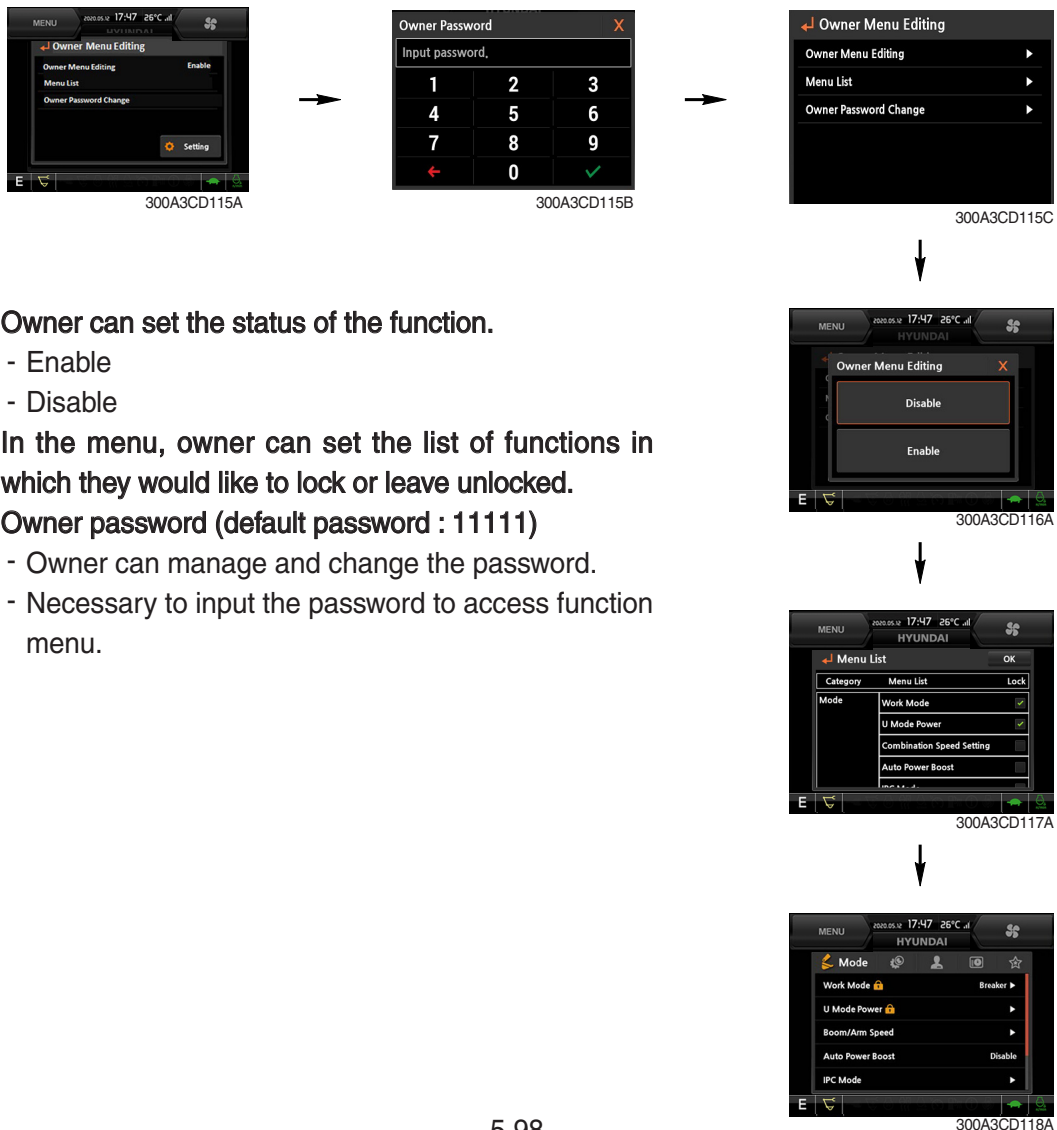 MENU 2020.05.12 17:47 26°C
HYUNDAI
Owner Menu Editing
Owner Menu Editing Enable
Menu List
Owner Password Change
Setting
E
300A3CD115A
Owner Password X
Input password,
1 2 3
4 5 6
7 8 9
0
300A3CD115B
Owner Menu Editing
Owner Menu Editing
Menu List
Owner Password Change
300A3CD115C
Owner can set the status of the function.
- Enable
- Disable
In the menu, owner can set the list of functions in
which they would like to lock or leave unlocked.
Owner password (default password : 11111)
- Owner can manage and change the password.
- Necessary to input the password to access function
menu.
MENU 2020.05.12 17:47 26°C
HYUNDAI
Owner Menu Editing X
Disable
Enable
E
300A3CD116A
MENU 2020.05.12 17:47 26°C
HYUNDAI
Menu List OK
Category Menu List Lock
Mode Work Mode
U Mode Power
Combination Speed Setting
Auto Power Boost
IPC Mode
E
300A3CD117A
MENU 2020.05.12 17:47 26°C
HYUNDAI
Mode
Work Mode Breaker
U Mode Power
Boom/Arm Speed
Auto Power Boost Disable
IPC Mode
E
300A3CD118A
5-98